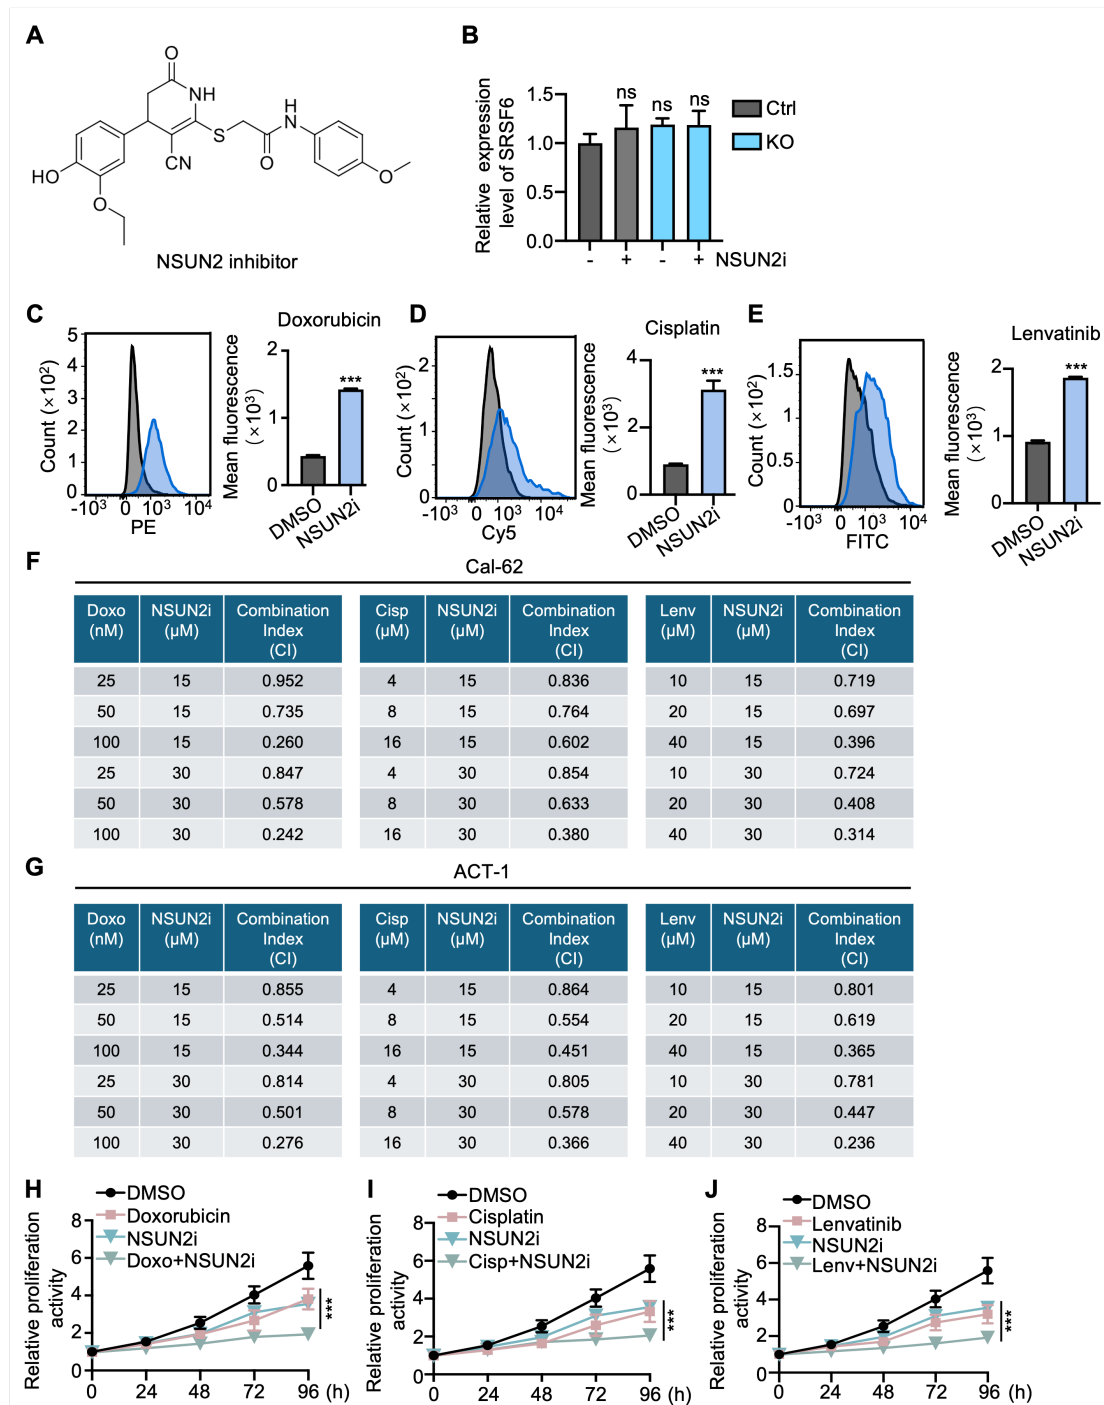 A
O
NH
H
N
S
O
CN
HO
O
O
NSUN2 inhibitor
B
Relative expression
level of SRSF6
1.5
1.0
0.5
0.0
ns
ns
ns
- + - + NSUN2i
Ctrl
KO
C
Count (×10²)
5
4
3
2
1
0
-10³ 0 10³ 10⁴
PE
Doxorubicin
Mean fluorescence
(×10³)
2
1
0
***
DMSO
NSUN2i
D
Count (×10²)
2
1
0
-10³ 0 10³ 10⁴
Cy5
Cisplatin
Mean fluorescence
(×10³)
4
2
0
***
DMSO
NSUN2i
E
Count (×10²)
1.5
1
0.5
0
-10³ 0 10³ 10⁴
FITC
Lenvatinib
Mean fluorescence
(×10³)
2
1
0
***
DMSO
NSUN2i
F
Cal-62
Doxo (nM) NSUN2i (µM) Combination Index (CI)
25 15 0.952
50 15 0.735
100 15 0.260
25 30 0.847
50 30 0.578
100 30 0.242
Cisp (µM) NSUN2i (µM) Combination Index (CI)
4 15 0.836
8 15 0.764
16 15 0.602
4 30 0.854
8 30 0.633
16 30 0.380
Lenv (µM) NSUN2i (µM) Combination Index (CI)
10 15 0.719
20 15 0.697
40 15 0.396
10 30 0.724
20 30 0.408
40 30 0.314
G
ACT-1
Doxo (nM) NSUN2i (µM) Combination Index (CI)
25 15 0.855
50 15 0.514
100 15 0.344
25 30 0.814
50 30 0.501
100 30 0.276
Cisp (µM) NSUN2i (µM) Combination Index (CI)
4 15 0.864
8 15 0.554
16 15 0.451
4 30 0.805
8 30 0.578
16 30 0.366
Lenv (µM) NSUN2i (µM) Combination Index (CI)
10 15 0.801
20 15 0.619
40 15 0.365
10 30 0.781
20 30 0.447
40 30 0.236
H
DMSO
Doxorubicin
NSUN2i
Doxo+NSUN2i
Relative proliferation
activity
8
6
4
2
0
***
0 24 48 72 96 (h)
I
DMSO
Cisplatin
NSUN2i
Cisp+NSUN2i
Relative proliferation
activity
8
6
4
2
0
***
0 24 48 72 96 (h)
J
DMSO
Lenvatinib
NSUN2i
Lenv+NSUN2i
Relative proliferation
activity
8
6
4
2
0
***
0 24 48 72 96 (h)